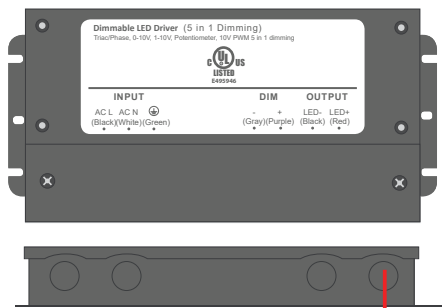 Dimmable LED Driver (5 in 1 Dimming)
Triac/Phase, 0-10V, 1-10V, Potentiometer, 10V PWM 5 in 1 dimming
C UL US
LISTED
E495946
INPUT DIM OUTPUT
AC L AC N - + LED- LED+
(Black)(White)(Green) (Gray)(Purple) (Black) (Red)